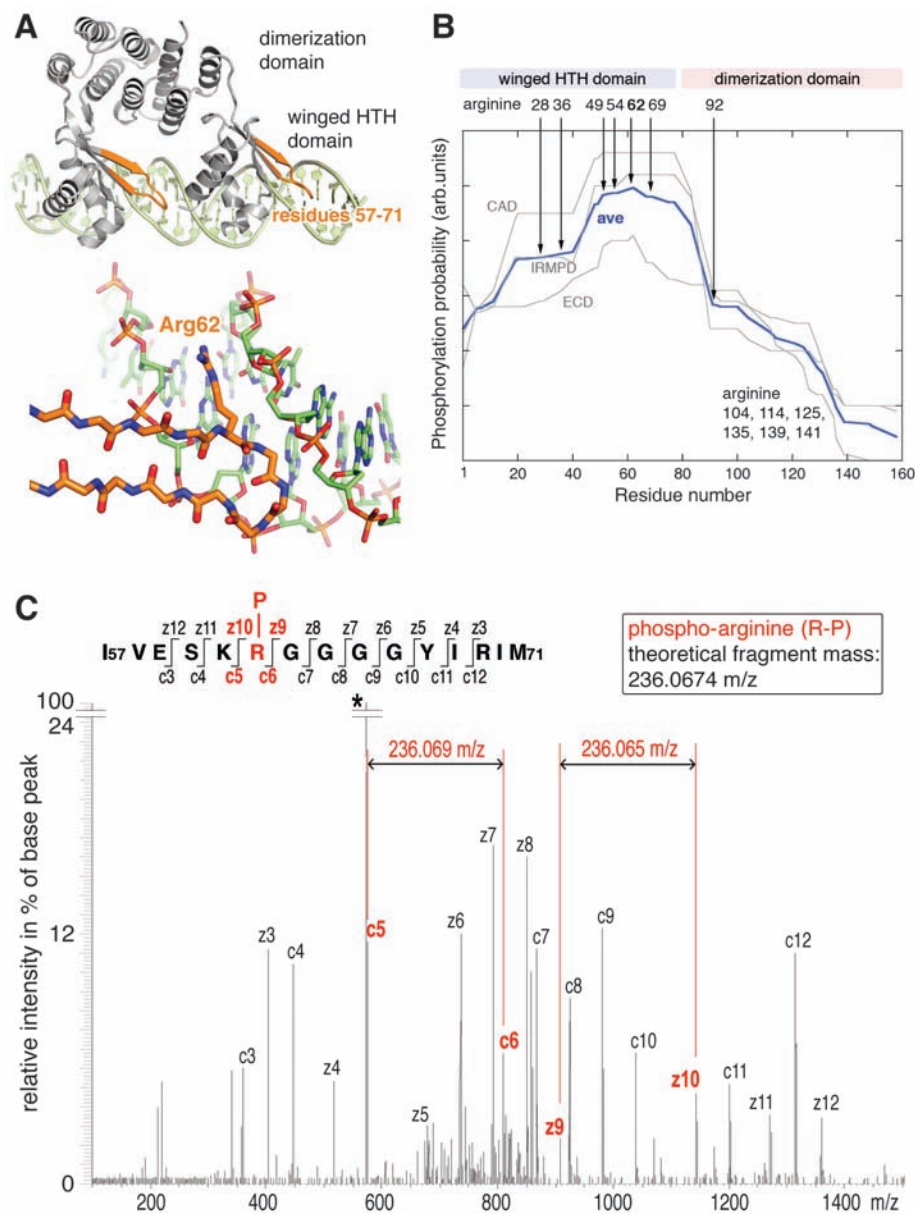 A
dimerization
domain
winged HTH
domain
residues 57-71
Arg62
B
winged HTH domain
dimerization domain
arginine 28 36 49 54 62 69 92
Phosphorylation probability (arb.units)
CAD
ave
IRMPD
ECD
arginine
104, 114, 125,
135, 139, 141
1 20 40 60 80 100 120 140 160
Residue number
C
P
z12 z11 z10 z9 z8 z7 z6 z5 z4 z3
I57 V E S K R G G G G Y I R I M71
c3 c4 c5 c6 c7 c8 c9 c10 c11 c12
phospho-arginine (R-P)
theoretical fragment mass:
236.0674 m/z
relative intensity in % of base peak
100
24
12
0
*
236.069 m/z
236.065 m/z
c3
z3
c4
z4
c5
z5
z6
z7
c6
z8
c7
z9
c8
c9
c10
z10
c11
z11
c12
z12
200 400 600 800 1000 1200 1400 m/z